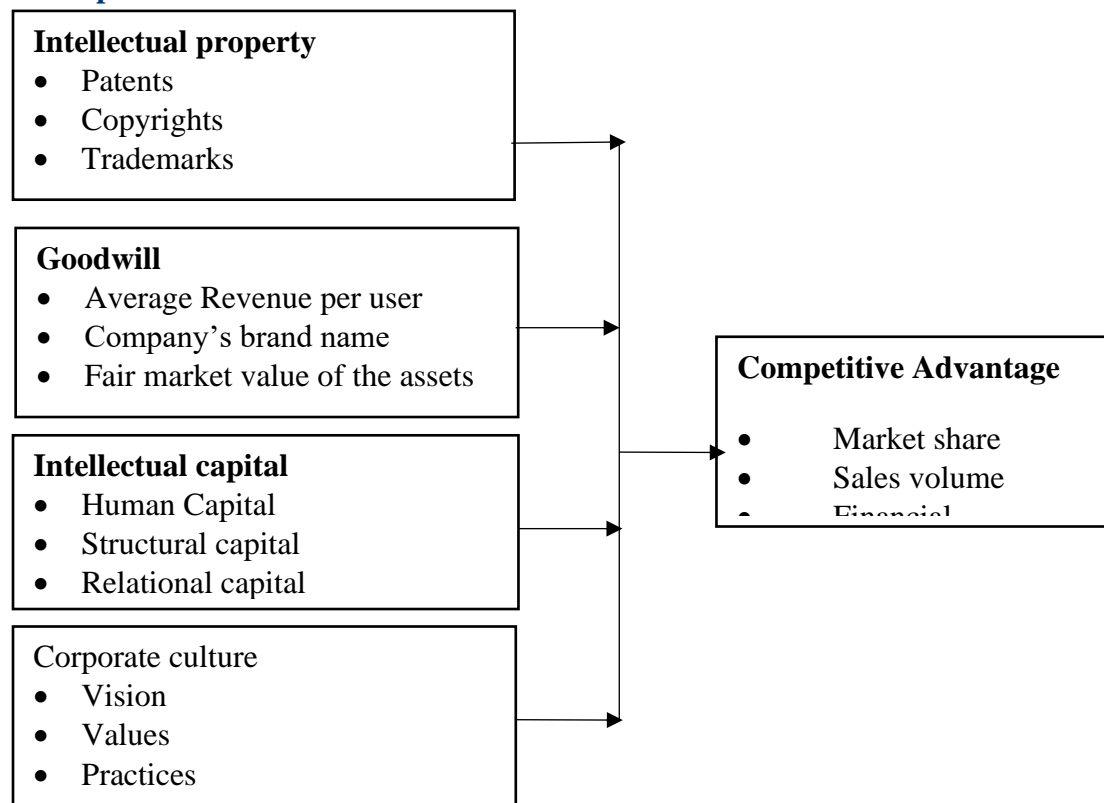 Intellectual property
• Patents
• Copyrights
• Trademarks
Goodwill
• Average Revenue per user
• Company’s brand name
• Fair market value of the assets
Intellectual capital
• Human Capital
• Structural capital
• Relational capital
Corporate culture
• Vision
• Values
• Practices
Competitive Advantage
• Market share
• Sales volume
• Financial